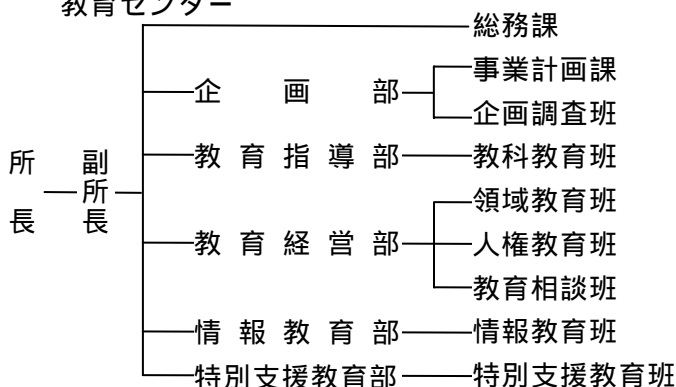 教育センター
総務課
企画部
事業計画課
企画調査班
所長
副所長
教育指導部
教科教育班
教育経営部
領域教育班
人権教育班
教育相談班
情報教育部
情報教育班
特別支援教育部
特別支援教育班